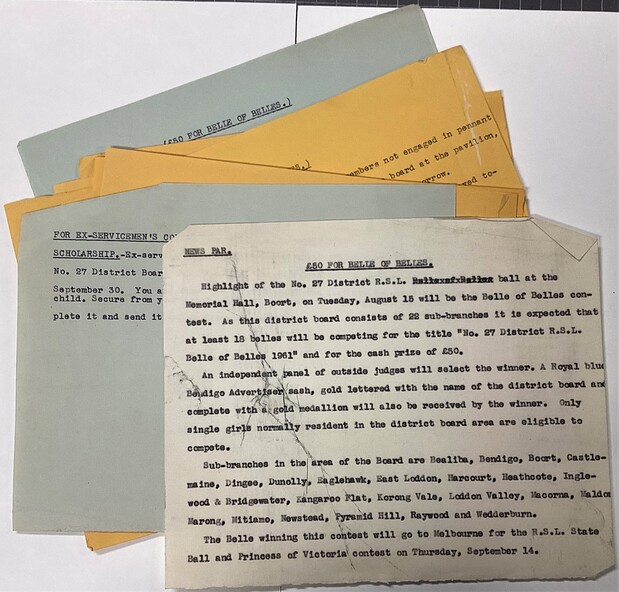 (£50 FOR BELLE OF BELLES.)
members not engaged in pennant
board at the pavilion,
FOR EX-SERVICEMEN'S
SCHOLARSHIP.-Ex-serv
No. 27 District Boar
September 30. You a
child. Secure from y
plete it and send it
NEWS PAR.
£50 FOR BELLE OF BELLES.
Highlight of the No. 27 District R.S.L. ball at the
Memorial Hall, Boort, on Tuesday, August 15 will be the Belle of Belles con-
test. As this district board consists of 22 sub-branches it is expected that
at least 18 belles will be competing for the title "No. 27 District R.S.L.
Belle of Belles 1961" and for the cash prize of £50.
An independent panel of outside judges will select the winner. A Royal blue
Bendigo Advertiser sash, gold lettered with the name of the district board and
complete with a gold medallion will also be received by the winner. Only
single girls normally resident in the district board area are eligible to
compete.
Sub-branches in the area of the Board are Bealiba, Bendigo, Boort, Castle-
maine, Dingee, Dunolly, Eaglehawk, East Loddon, Harcourt, Heathcote, Ingle-
wood & Bridgewater, Kangaroo Flat, Korong Vale, Loddon Valley, Macorna, Maldon
Marong, Mitiamo, Newstead, Pyramid Hill, Raywood and Wedderburn.
The Belle winning this contest will go to Melbourne for the R.S.L. State
Ball and Princess of Victoria contest on Thursday, September 14.